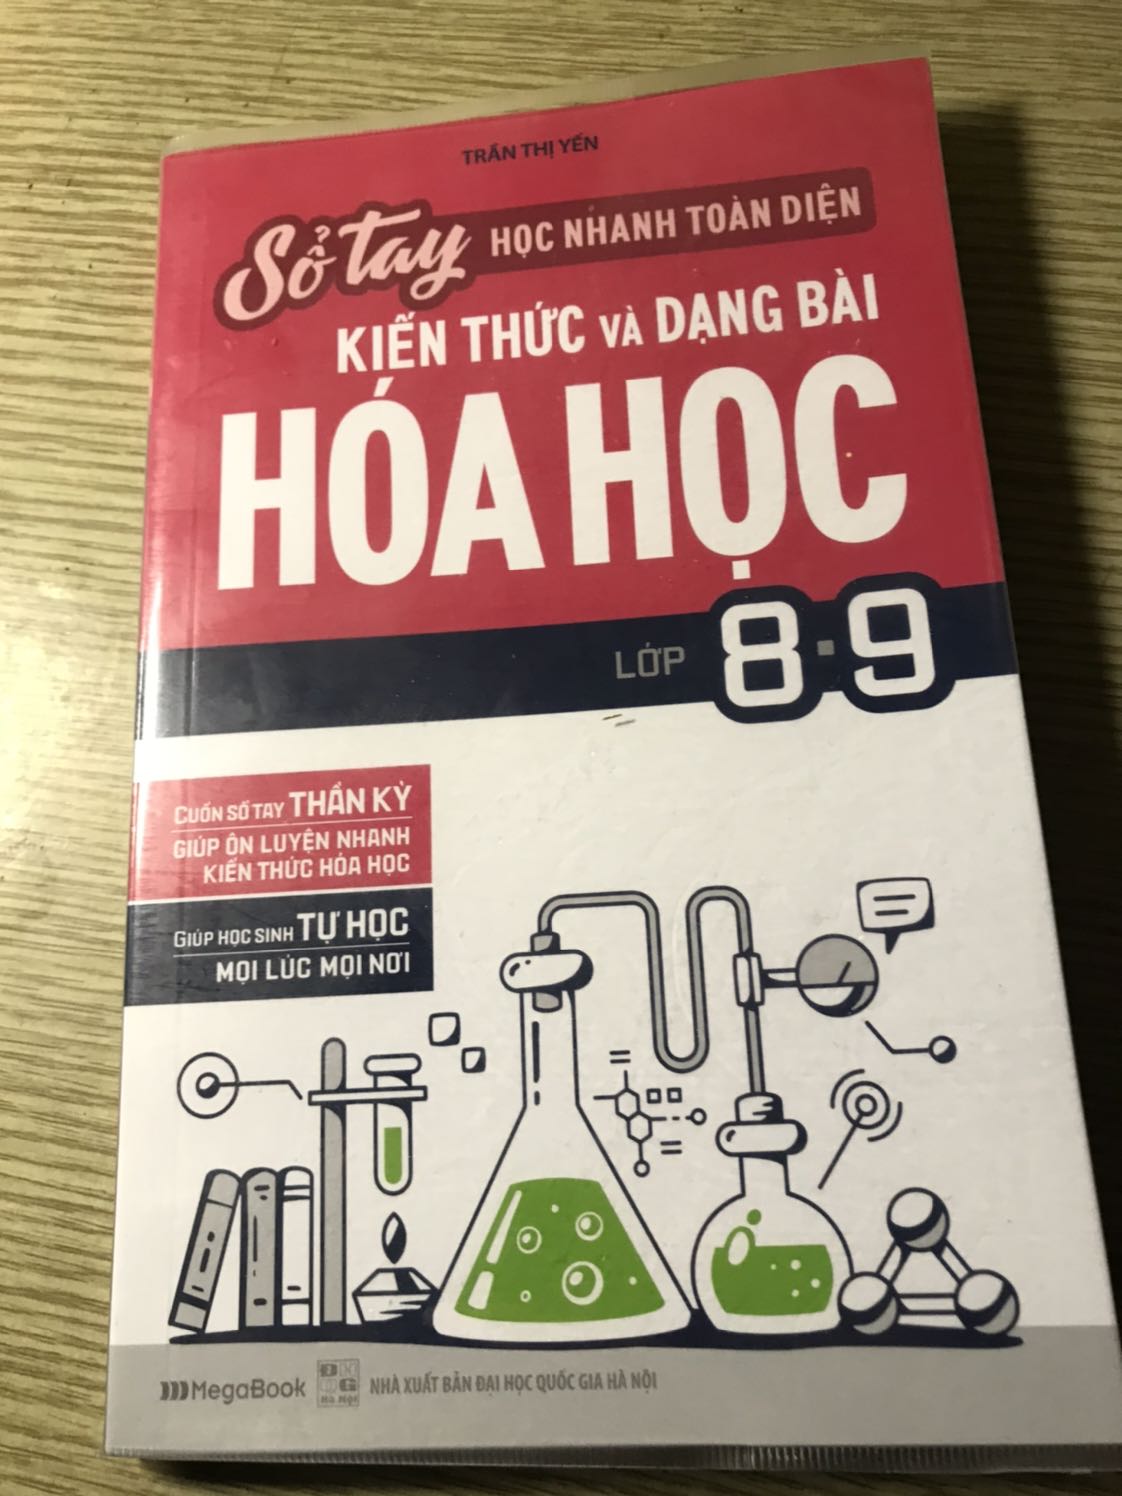 TRẦN THỊ YẾN
Sổ tay HỌC NHANH TOÀN DIỆN
KIẾN THỨC VÀ DẠNG BÀI
HÓA HỌC
LỚP 8·9
CUỐN SỔ TAY THẦN KỲ
GIÚP ÔN LUYỆN NHANH
KIẾN THỨC HÓA HỌC
GIÚP HỌC SINH TỰ HỌC
MỌI LÚC MỌI NƠI
MegaBook
Hà Nội
NHÀ XUẤT BẢN ĐẠI HỌC QUỐC GIA HÀ NỘI